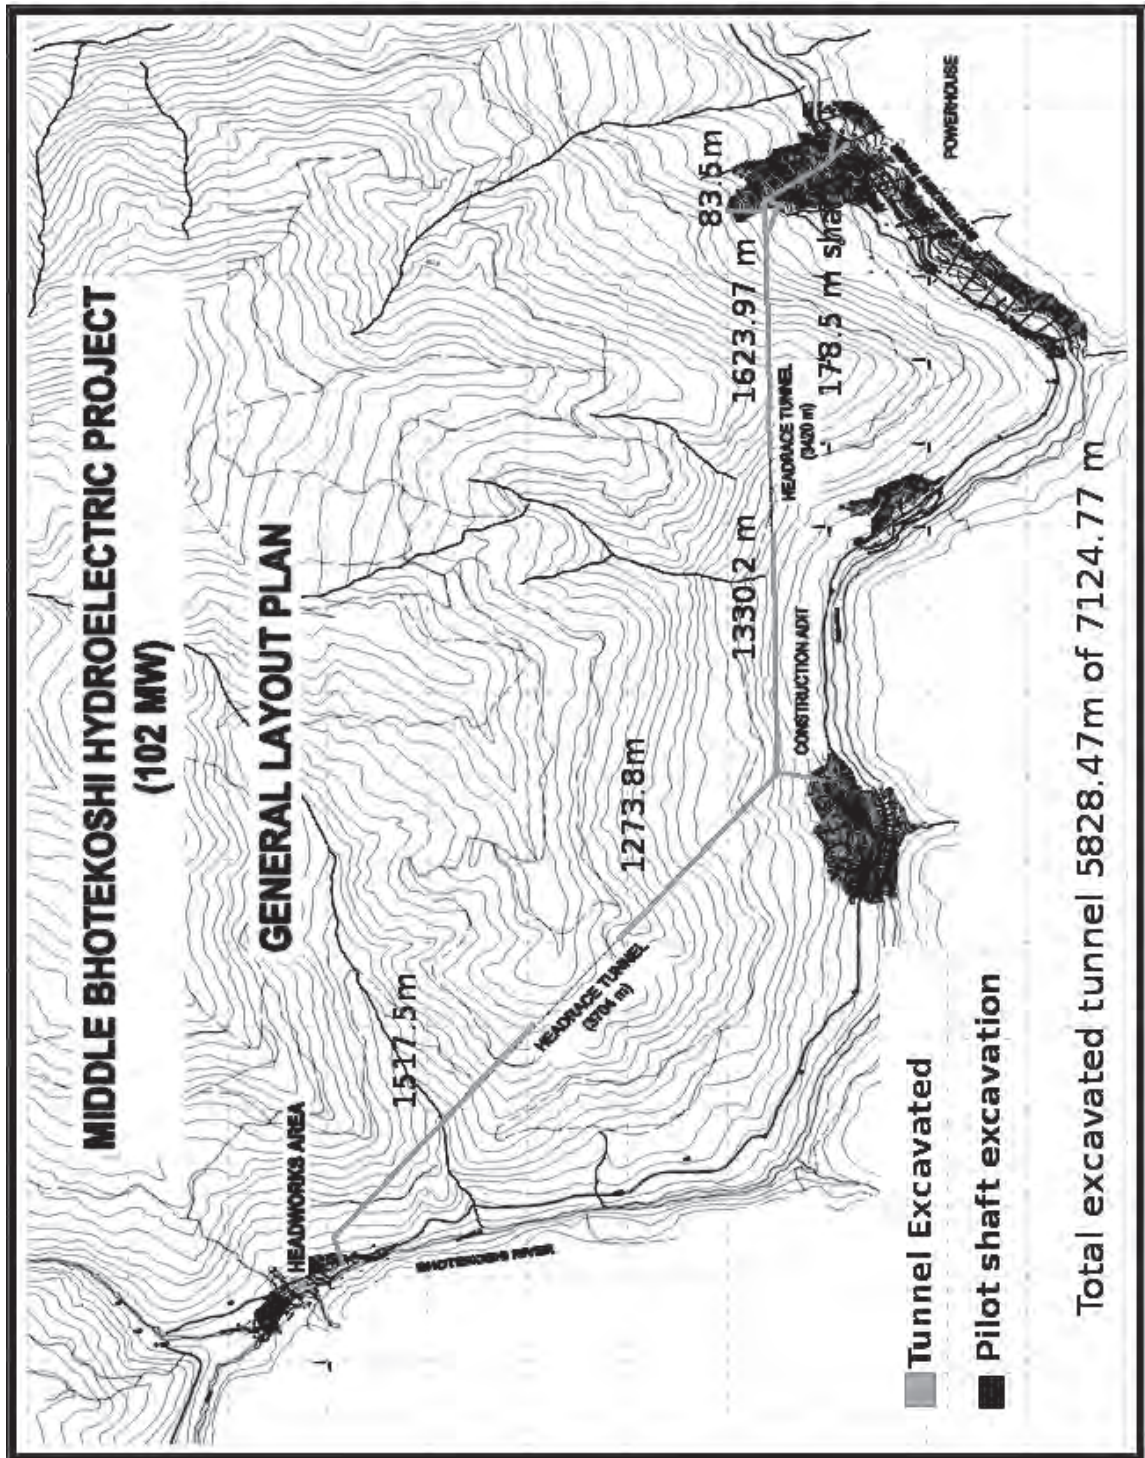 MIDDLE BHOTEKOSHI HYDROELECTRIC PROJECT
(102 MW)
GENERAL LAYOUT PLAN
HEADWORKS AREA
1517.5m
BHOTEKOSHI RIVER
HEADRACE TUNNEL
(3704 m)
1273.8m
CONSTRUCTION ADIT
1330.2 m
HEADRACE TUNNEL
(3420 m)
1623.97 m
83.5m
178.5 m
POWERHOUSE
Tunnel Excavated
Pilot shaft excavation
Total excavated tunnel 5828.47m of 7124.77 m